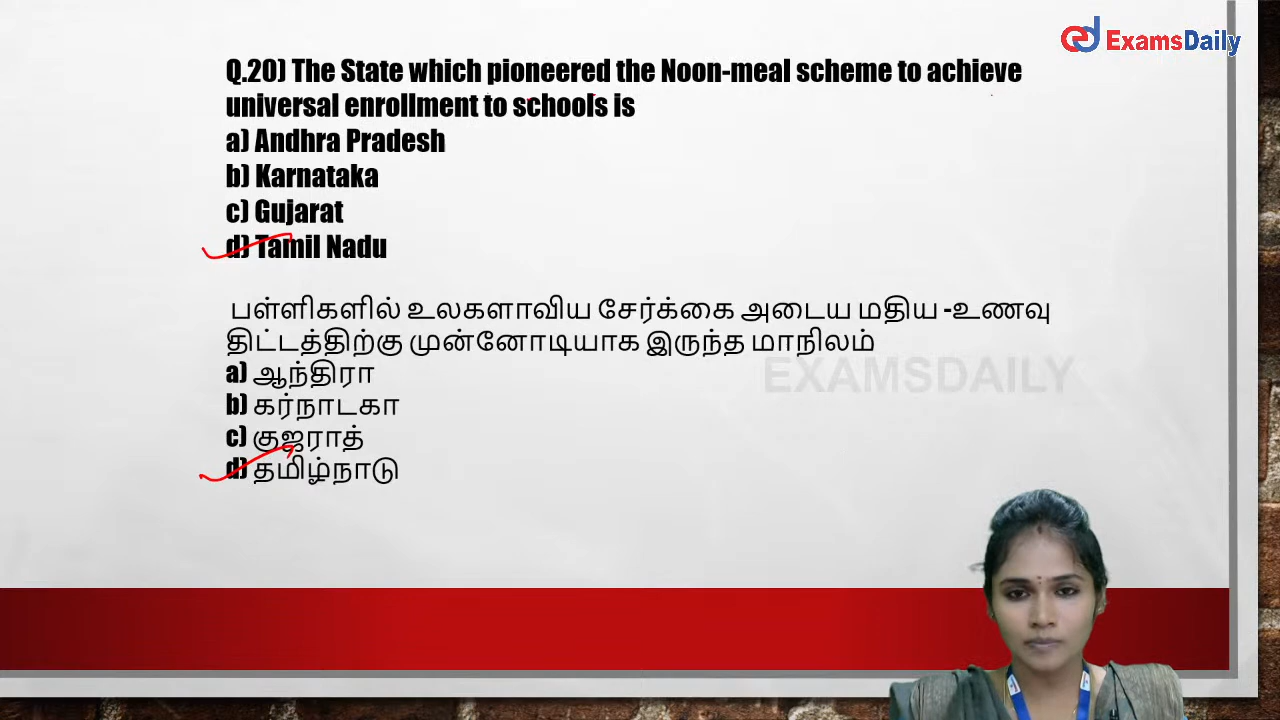 ExamsDaily
Q.20) The State which pioneered the Noon-meal scheme to achieve
universal enrollment to schools is
a) Andhra Pradesh
b) Karnataka
c) Gujarat
d) Tamil Nadu
பள்ளிகளில் உலகளாவிய சேர்க்கை அடைய மதிய -உணவு
திட்டத்திற்கு முன்னோடியாக இருந்த மாநிலம்
a) ஆந்திரா
EXAMSDAILY
b) கர்நாடகா
c) குஜராத்
d) தமிழ்நாடு